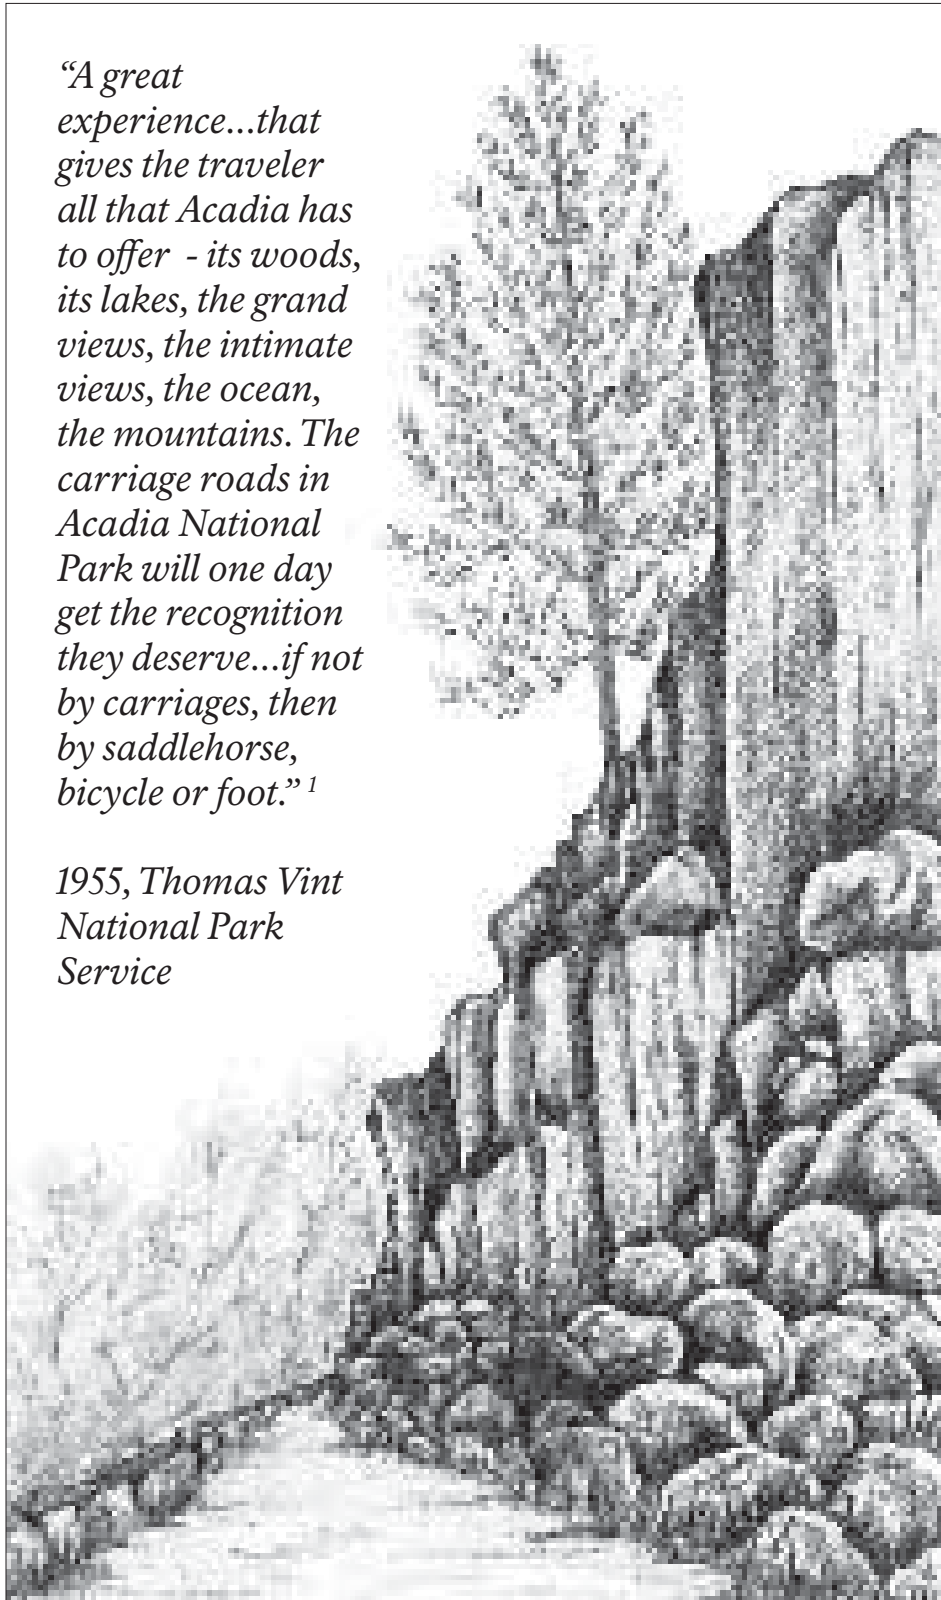 “A great
experience...that
gives the traveler
all that Acadia has
to offer  - its woods,
its lakes, the grand
views, the intimate
views, the ocean,
the mountains. The
carriage roads in
Acadia National
Park will one day
get the recognition
they deserve...if not
by carriages, then
by saddlehorse,
bicycle or foot.” 1
1955, Thomas Vint
National Park
Service